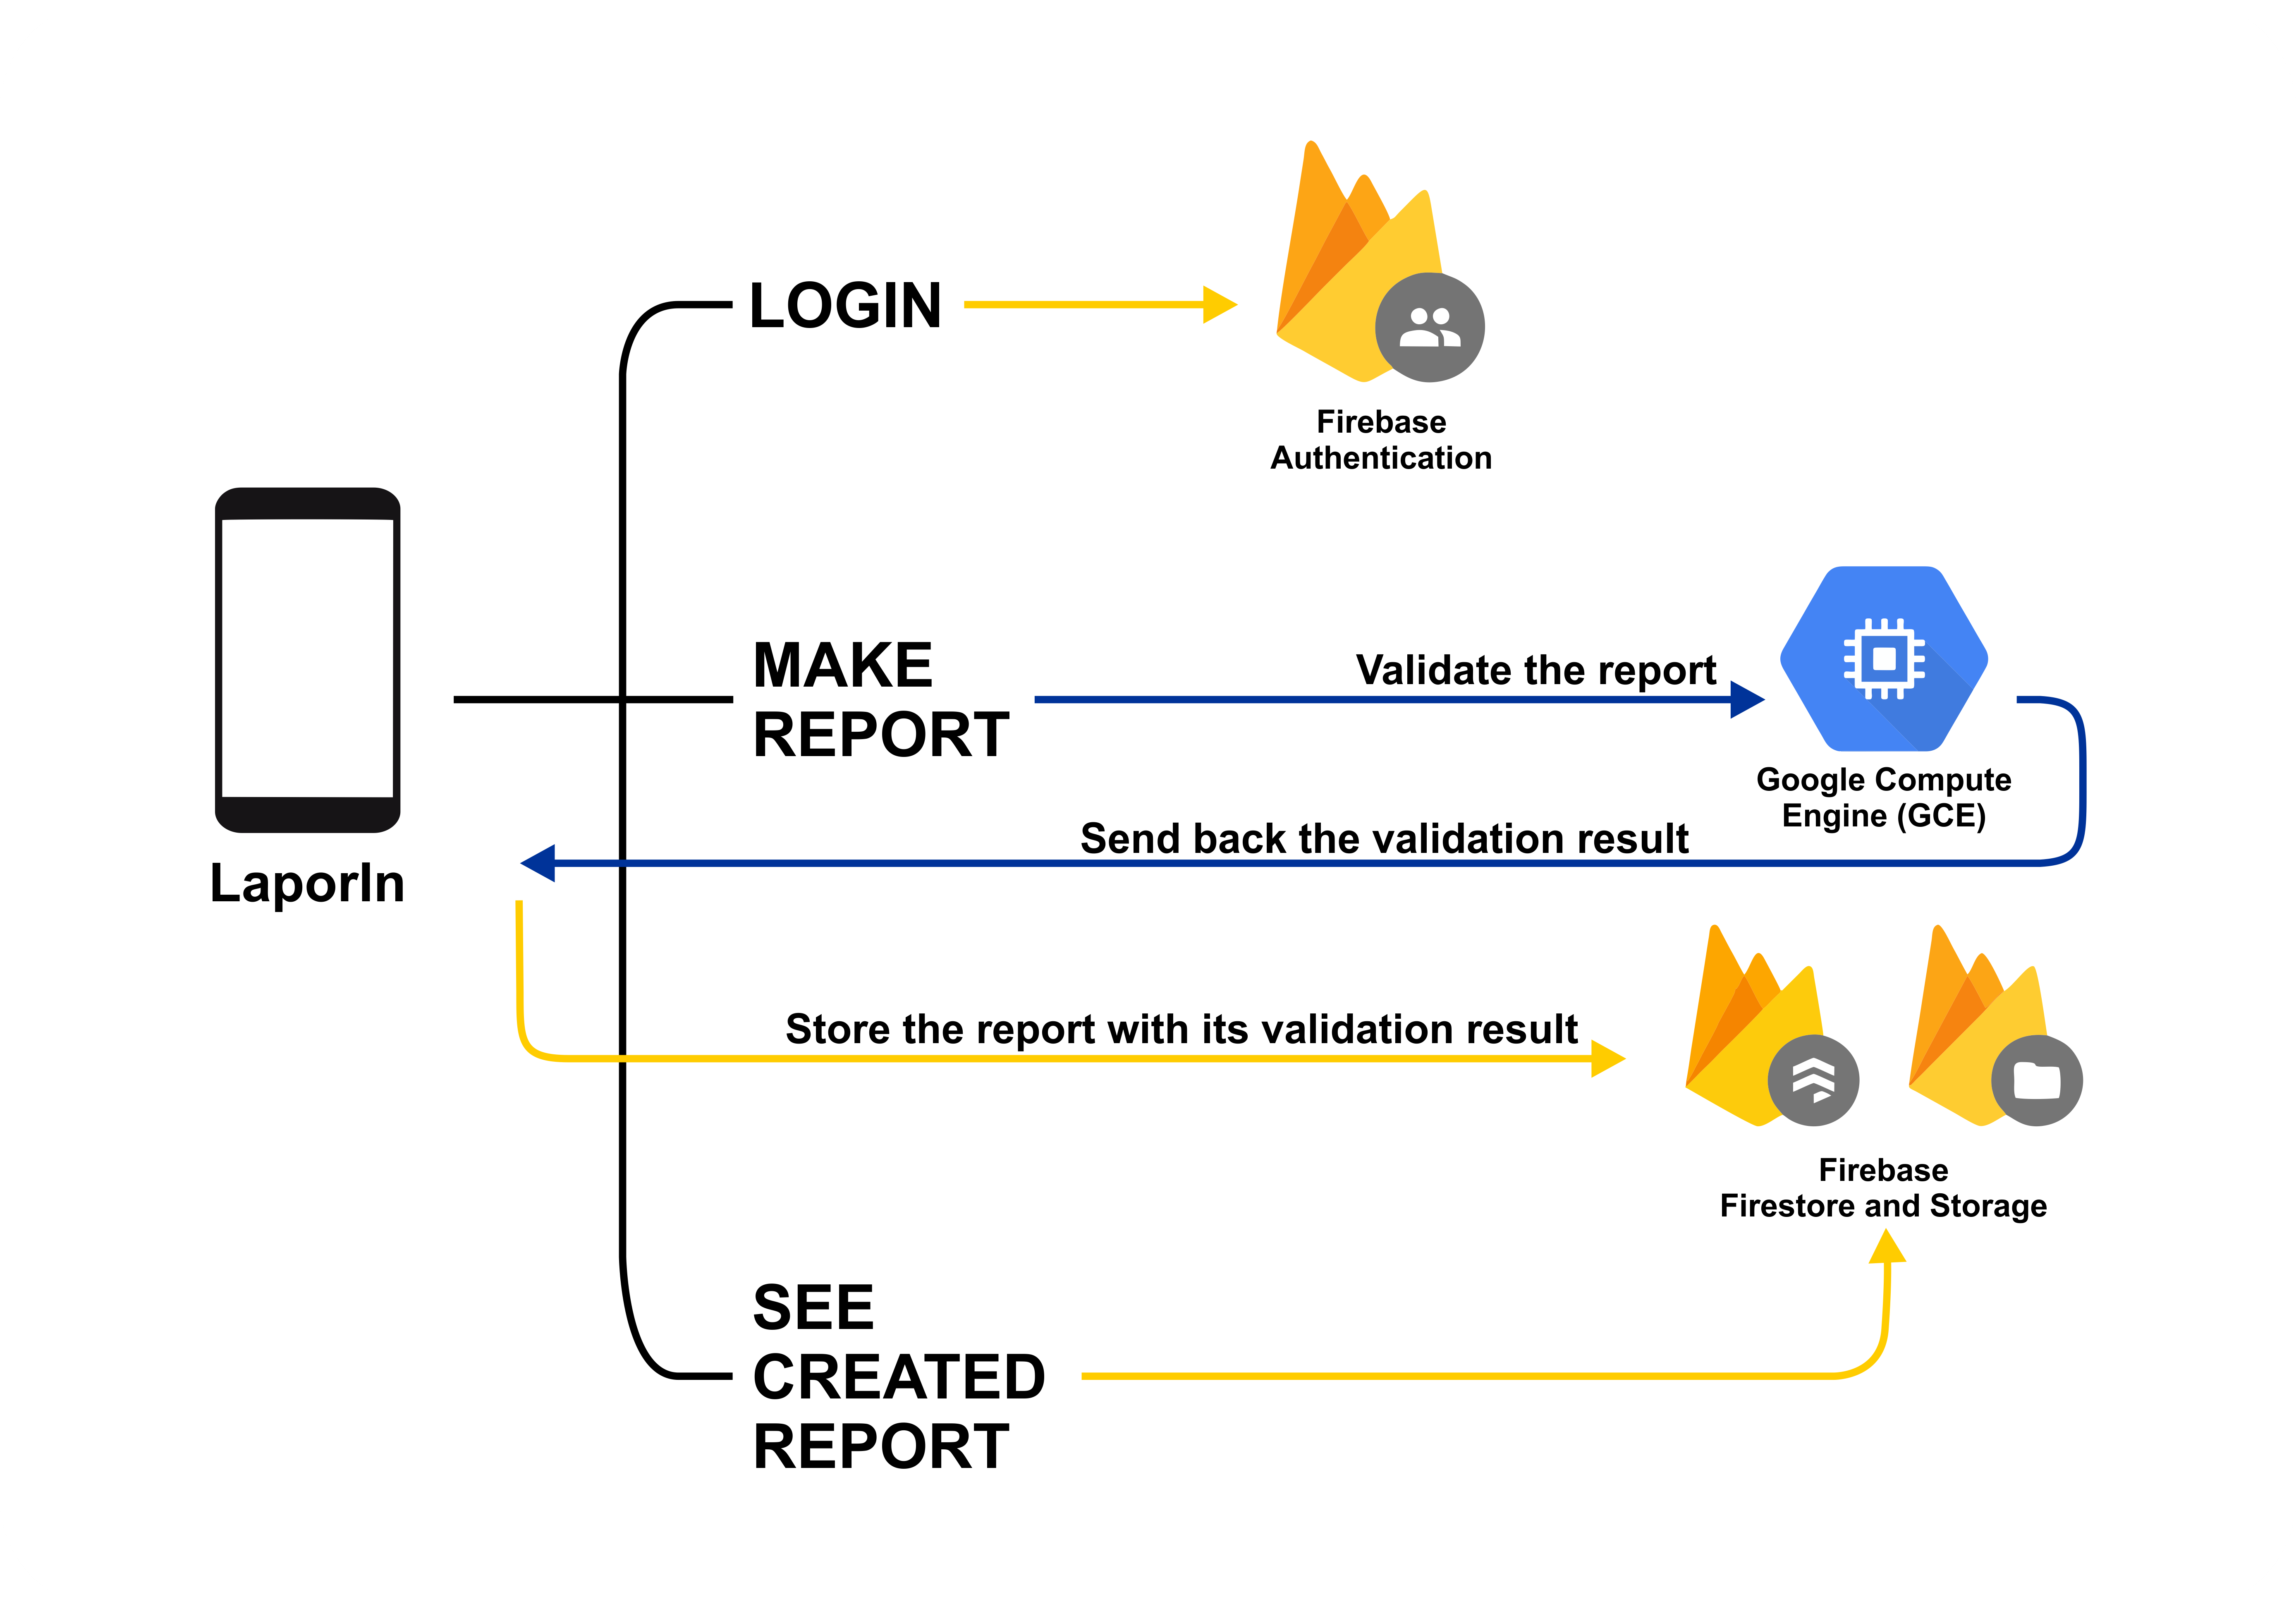 LOGIN
Firebase
Authentication
LaporIn
MAKE
REPORT
Validate the report
Google Compute
Engine (GCE)
Send back the validation result
Store the report with its validation result
Firebase
Firestore and Storage
SEE
CREATED
REPORT